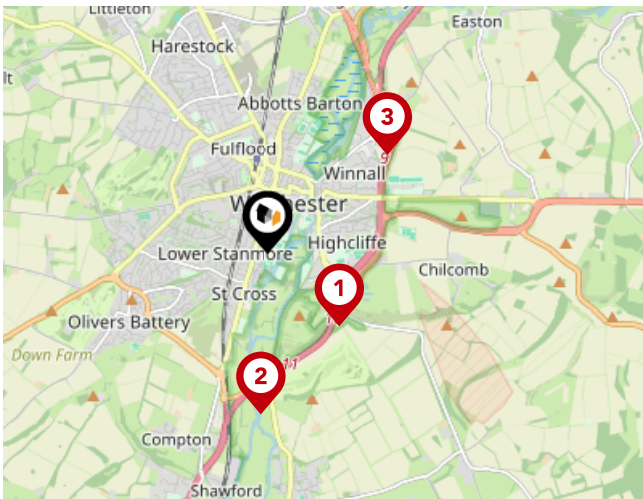 Littleton
Easton
Harestock
lt
Abbotts Barton
3
Fulflood
9
Winnall
Winchester
Highcliffe
Lower Stanmore
Chilcomb
St Cross
1
Olivers Battery
Down Farm
11
2
Compton
Shawford